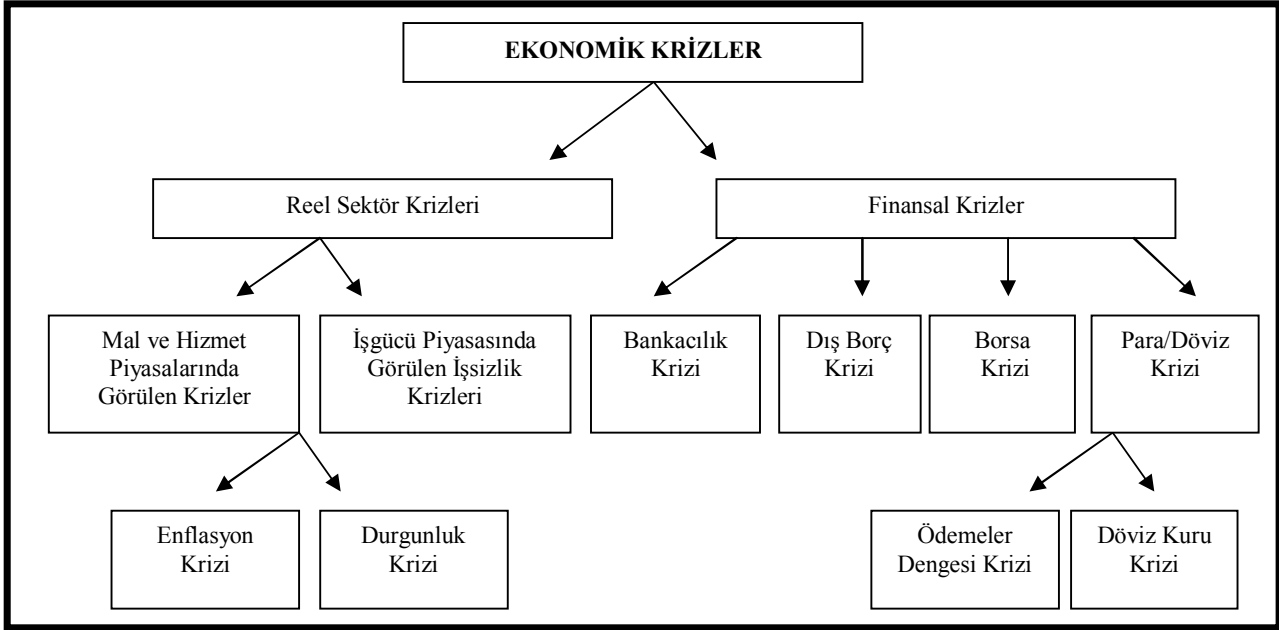 EKONOMİK KRİZLER
Reel Sektör Krizleri
Finansal Krizler
Mal ve Hizmet
Piyasalarında
Görülen Krizler
İşgücü Piyasasında
Görülen İşsizlik
Krizleri
Bankacılık
Krizi
Dış Borç
Krizi
Borsa
Krizi
Para/Döviz
Krizi
Enflasyon
Krizi
Durgunluk
Krizi
Ödemeler
Dengesi Krizi
Döviz Kuru
Krizi